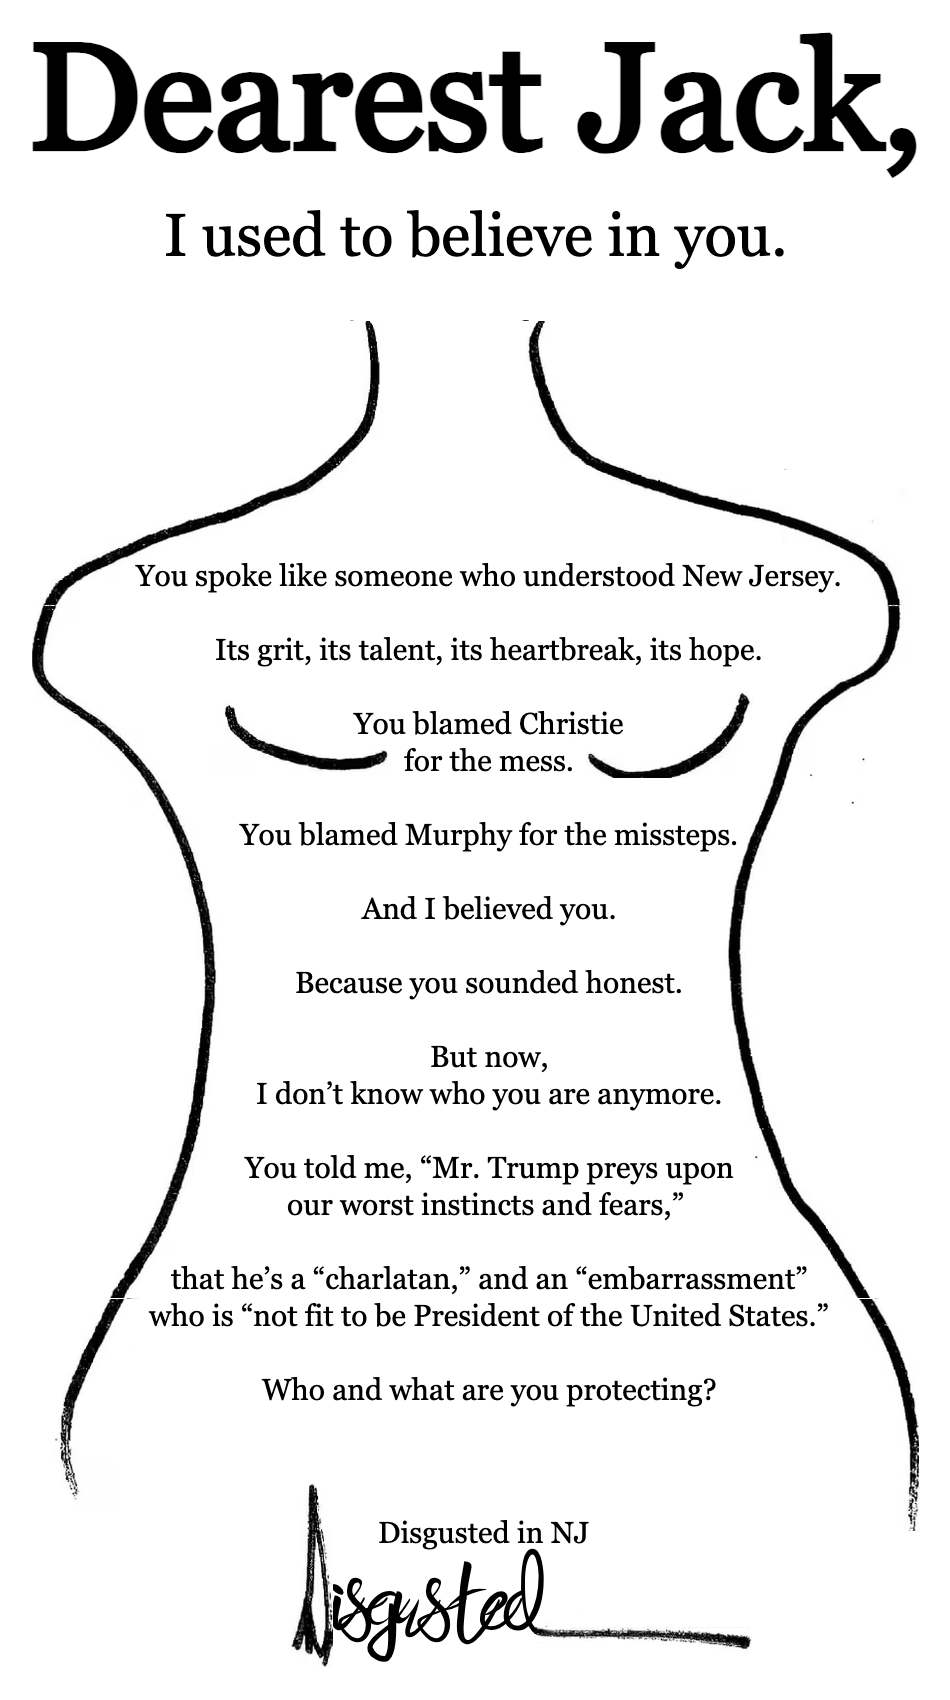 Dearest Jack,
I used to believe in you.
You spoke like someone who understood New Jersey.
Its grit, its talent, its heartbreak, its hope.
You blamed Christie
for the mess.
You blamed Murphy for the missteps.
And I believed you.
Because you sounded honest.
But now,
I don’t know who you are anymore.
You told me, “Mr. Trump preys upon
our worst instincts and fears,”
that he’s a “charlatan,” and an “embarrassment”
who is “not fit to be President of the United States.”
Who and what are you protecting?
Disgusted in NJ
Disgusted